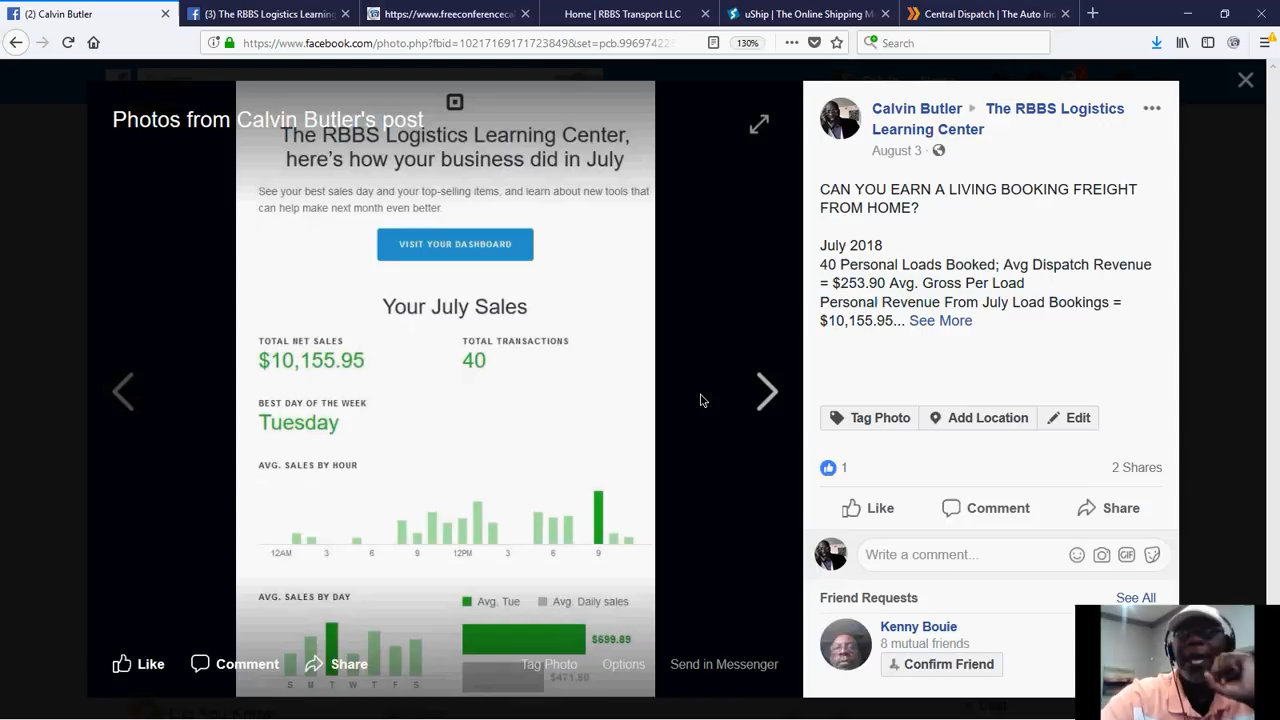 (2) Calvin Butler
(3) The RBBS Logistics Learning
https://www.freeconferenceca
Home | RBBS Transport LLC
uShip | The Online Shipping M
Central Dispatch | The Auto In
https://www.facebook.com/photo.php?fbid=10217169171723849&set=pcb.99697422
130%
Search
Photos from Calvin Butler's post
The RBBS Logistics Learning Center,
here's how your business did in July
See your best sales day and your top-selling items, and learn about new tools that
can help make next month even better.
VISIT YOUR DASHBOARD
Your July Sales
TOTAL NET SALES
TOTAL TRANSACTIONS
$10,155.95
40
BEST DAY OF THE WEEK
Tuesday
AVG. SALES BY HOUR
12AM 3 6 9 12PM 3 6 9
AVG. SALES BY DAY
Avg. Tue
Avg. Daily sales
$699.89
$471.80
S M T W T F S
Like
Comment
Share
Tag Photo
Options
Send in Messenger
Calvin Butler
The RBBS Logistics
Learning Center
August 3
CAN YOU EARN A LIVING BOOKING FREIGHT
FROM HOME?
July 2018
40 Personal Loads Booked; Avg Dispatch Revenue
= $253.90 Avg. Gross Per Load
Personal Revenue From July Load Bookings =
$10,155.95... See More
Tag Photo
Add Location
Edit
1
2 Shares
Like
Comment
Share
Write a comment...
GIF
Friend Requests
See All
Kenny Bouie
8 mutual friends
Confirm Friend